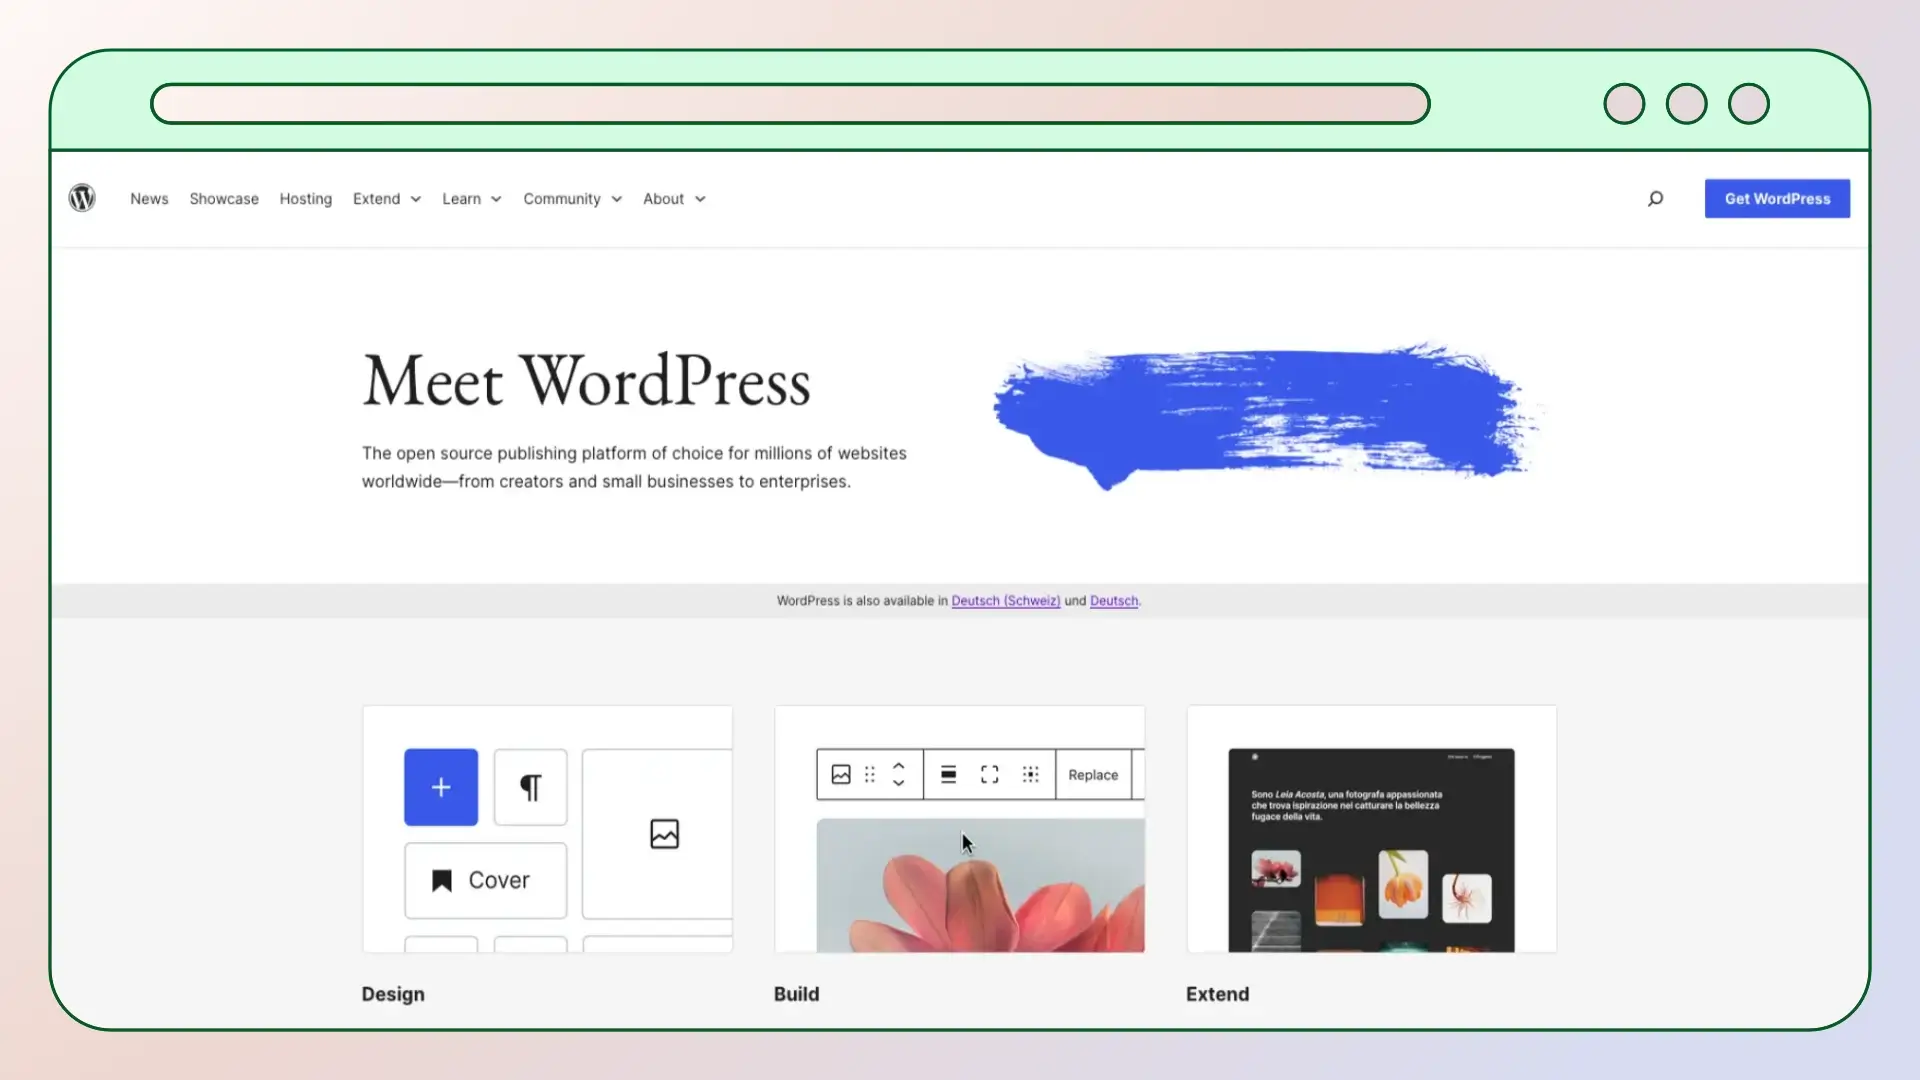 News Showcase Hosting Extend Learn Community About
Get WordPress
Meet WordPress
The open source publishing platform of choice for millions of websites
worldwide—from creators and small businesses to enterprises.
WordPress is also available in Deutsch (Schweiz) und Deutsch.
Cover
Replace
Sono Leia Acosta, una fotografa appassionata
che trova ispirazione nel catturare la bellezza
fugace della vita.
Design
Build
Extend